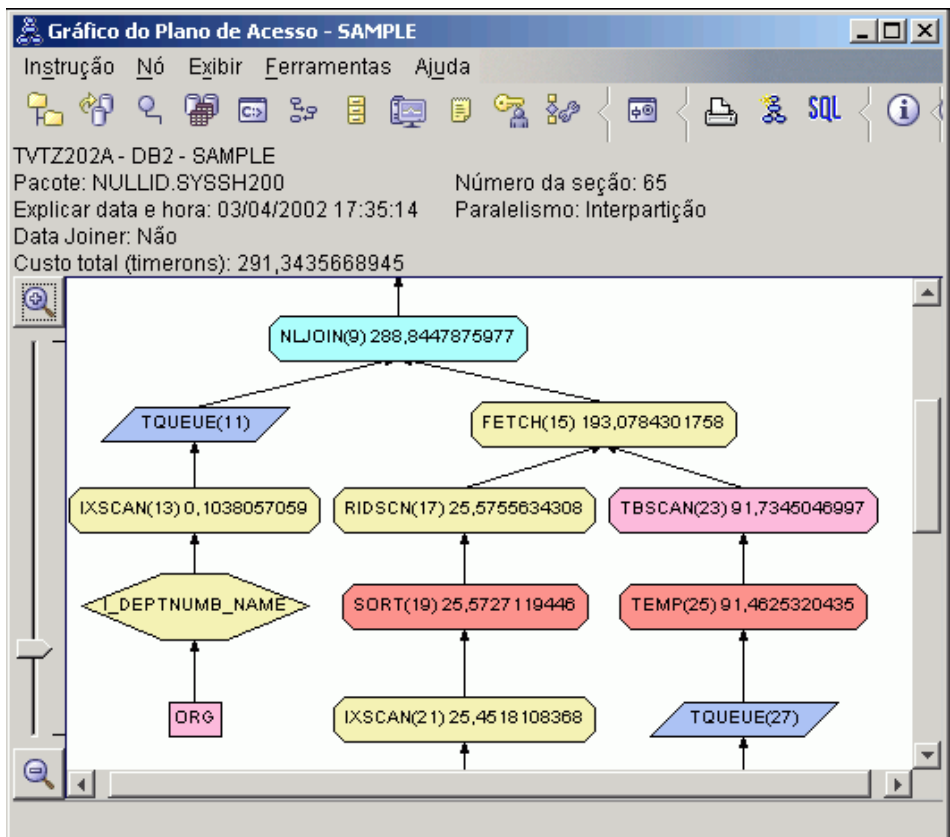 Gráfico do Plano de Acesso - SAMPLE
Instrução Nó Exibir Ferramentas Ajuda
C:> SQL
TVTZ202A - DB2 - SAMPLE
Pacote: NULLID.SYSSH200 Número da seção: 65
Explicar data e hora: 03/04/2002 17:35:14 Paralelismo: Interpartição
Data Joiner: Não
Custo total (timerons): 291,3435668945
NLJOIN(9) 288,8447875977
TQUEUE(11) FETCH(15) 193,0784301758
IXSCAN(13) 0,1038057059 RIDSCN(17) 25,5755634308 TBSCAN(23) 91,7345046997
I_DEPTNUMB_NAME SORT(19) 25,5727119446 TEMP(25) 91,4625320435
ORG IXSCAN(21) 25,4518108368 TQUEUE(27)